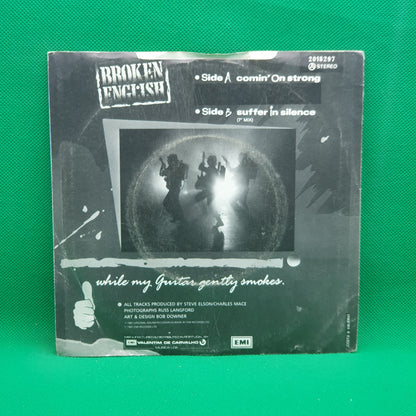 BROKEN
ENGLISH
2018297
STEREO
• Side A comin' On strong
• Side B suffer in silence
(7" MIX)
while my Guitar gently smokes.
ALL TRACKS PRODUCED BY STEVE ELSON/CHARLES MACE
PHOTOGRAPHS RUSS LANGFORD
ART & DESIGN BOB DOWNER
VALENTIM DE CARVALHO
EMI